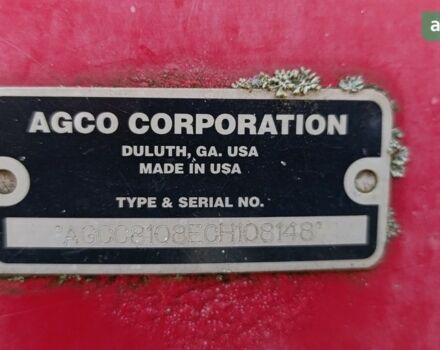 AGCO CORPORATION
DULUTH, GA. USA
MADE IN USA
TYPE & SERIAL NO.
*AGCC8108ECH108148*